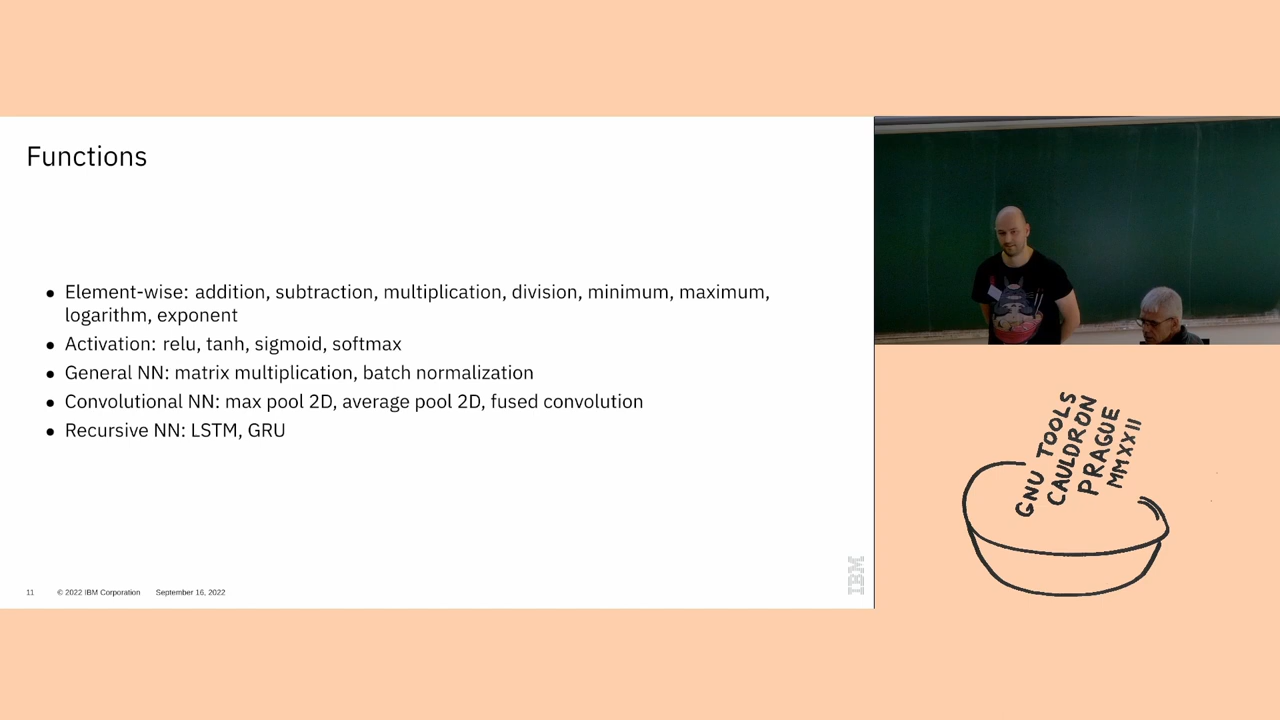 Functions
● Element-wise: addition, subtraction, multiplication, division, minimum, maximum,
logarithm, exponent
● Activation: relu, tanh, sigmoid, softmax
● General NN: matrix multiplication, batch normalization
● Convolutional NN: max pool 2D, average pool 2D, fused convolution
● Recursive NN: LSTM, GRU
11 © 2022 IBM Corporation September 16, 2022
IBM
GNU TOOLS
CAULDRON
PRAGUE
MMXXII